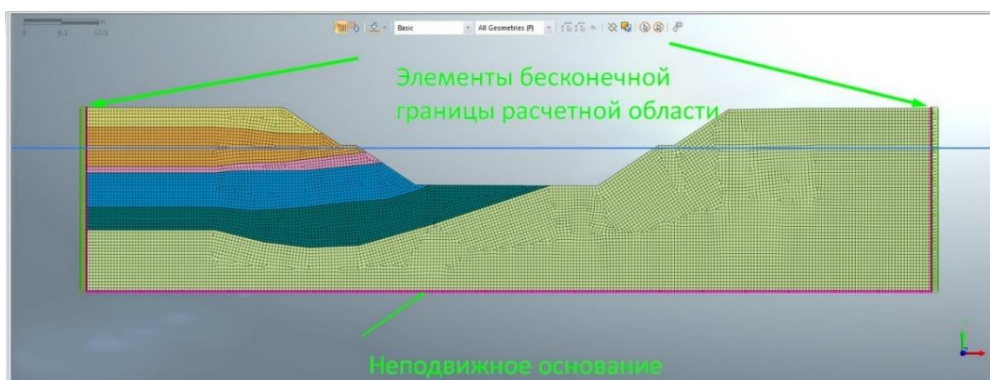 Basic All Geometries (P)
Элементы бесконечной
границы расчетной области
Неподвижное основание